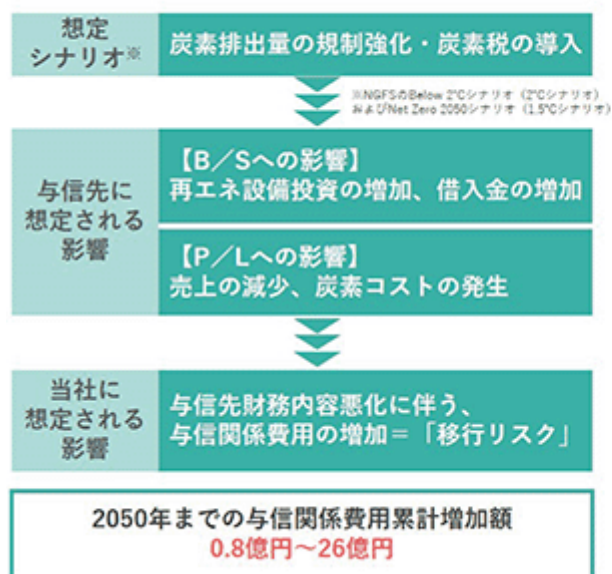 想定
シナリオ※
炭素排出量の規制強化・炭素税の導入
※NGFSのBelow 2℃シナリオ（2℃シナリオ）
およびNet Zero 2050シナリオ（1.5℃シナリオ）
与信先に
想定される
影響
【B／Sへの影響】
再エネ設備投資の増加、借入金の増加
【P／Lへの影響】
売上の減少、炭素コストの発生
当社に
想定される
影響
与信先財務内容悪化に伴う、
与信関係費用の増加＝「移行リスク」
2050年までの与信関係費用累計増加額
0.8億円～26億円